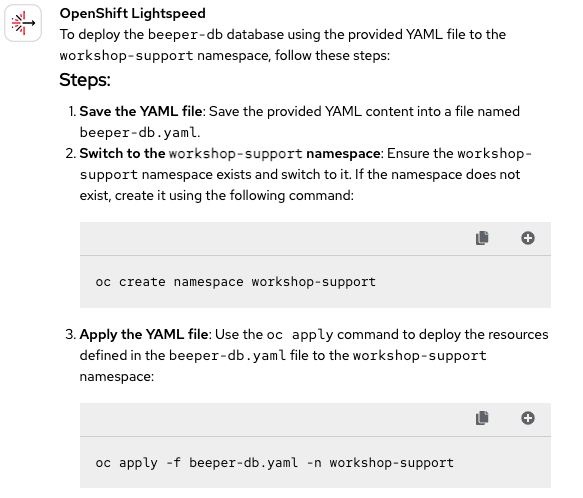 OpenShift Lightspeed
To deploy the beeper-db database using the provided YAML file to the
workshop-support namespace, follow these steps:
Steps:
1. Save the YAML file: Save the provided YAML content into a file named
beeper-db.yaml.
2. Switch to the workshop-support namespace: Ensure the workshop-
support namespace exists and switch to it. If the namespace does not
exist, create it using the following command:
oc create namespace workshop-support
3. Apply the YAML file: Use the oc apply command to deploy the resources
defined in the beeper-db.yaml file to the workshop-support
namespace:
oc apply -f beeper-db.yaml -n workshop-support